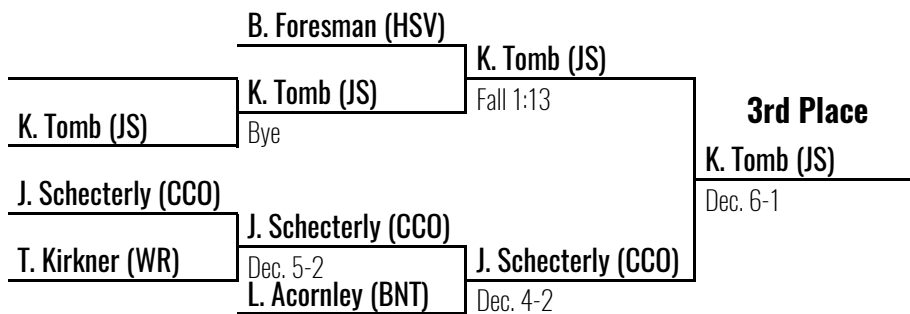 B. Foresman (HSV)
K. Tomb (JS)
K. Tomb (JS)
Fall 1:13
3rd Place
K. Tomb (JS)
Bye
K. Tomb (JS)
J. Schecterly (CCO)
Dec. 6-1
J. Schecterly (CCO)
T. Kirkner (WR)
Dec. 5-2
J. Schecterly (CCO)
L. Acornley (BNT)
Dec. 4-2